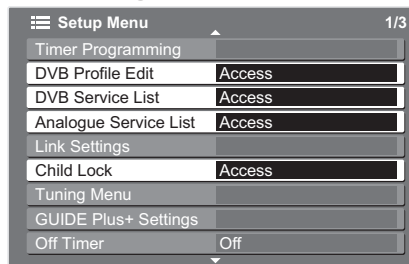 Setup Menu 1/3
Timer Programming
DVB Profile Edit Access
DVB Service List Access
Analogue Service List Access
Link Settings
Child Lock Access
Tuning Menu
GUIDE Plus+ Settings
Off Timer Off